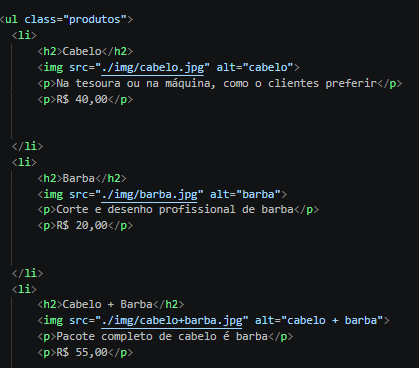 <ul class="produtos">
<li>
<h2>Cabelo</h2>
<img src="./img/cabelo.jpg" alt="cabelo">
<p>Na tesoura ou na máquina, como o clientes preferir</p>
<p>R$ 40,00</p>
</li>
<li>
<h2>Barba</h2>
<img src="./img/barba.jpg" alt="barba">
<p>Corte e desenho profissional de barba</p>
<p>R$ 20,00</p>
</li>
<li>
<h2>Cabelo + Barba</h2>
<img src="./img/cabelo+barba.jpg" alt="cabelo + barba">
<p>Pacote completo de cabelo é barba</p>
<p>R$ 55,00</p>